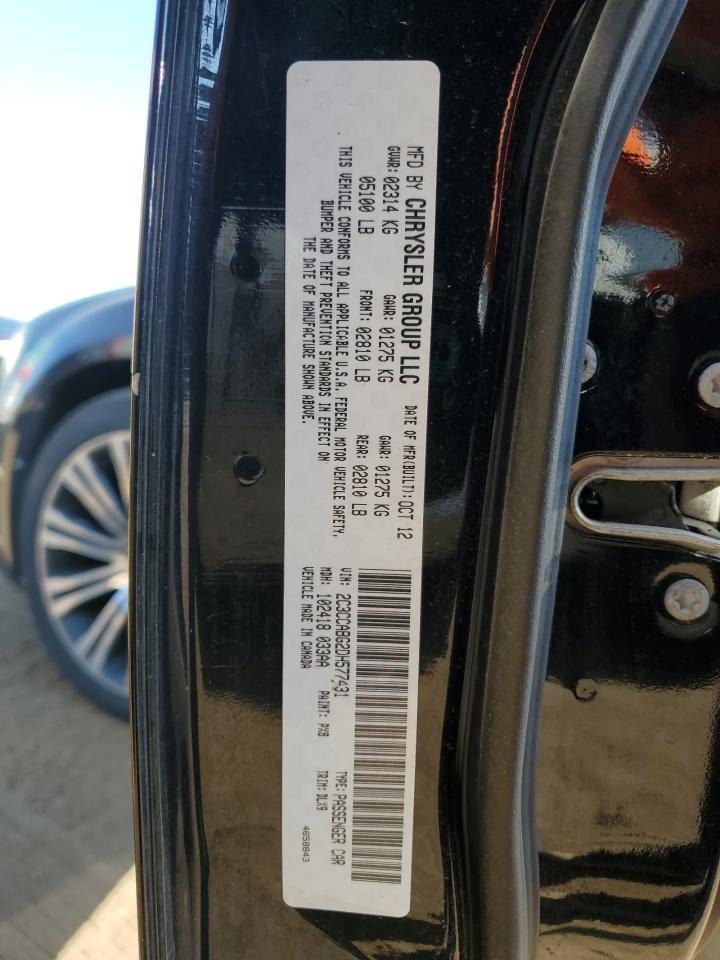 MFD BY CHRYSLER GROUP LLC DATE OF MFR(BUILT): OCT 12
GVWR: 02314 KG GAWR: 01275 KG GAWR: 01275 KG
05100 LB FRONT: 02810 LB REAR: 02810 LB
THIS VEHICLE CONFORMS TO ALL APPLICABLE U.S.A. FEDERAL MOTOR VEHICLE SAFETY,
BUMPER AND THEFT PREVENTION STANDARDS IN EFFECT ON
THE DATE OF MANUFACTURE SHOWN ABOVE.
VIN: 2C3CCABG2DH577431 TYPE: PASSENGER CAR
MDH: 102418 033AA PAINT: PX8 TRIM: DLX9
VEHICLE MADE IN CANADA
4658843